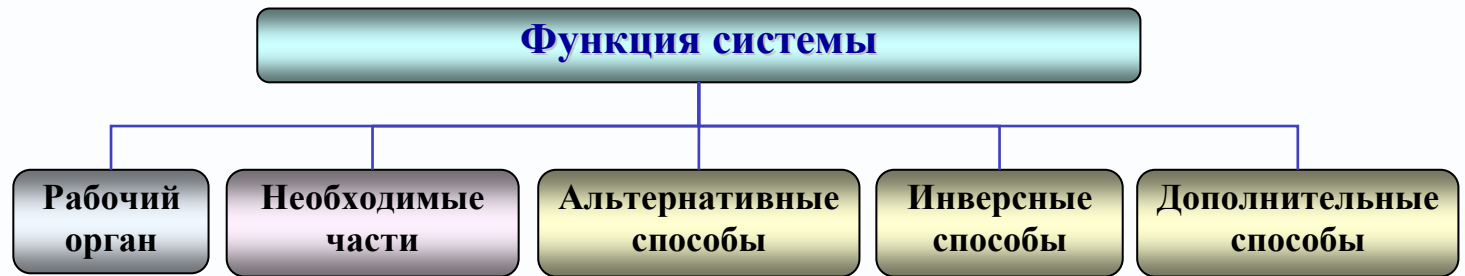 Функция системы
Рабочий
орган
Необходимые
части
Альтернативные
способы
Инверсные
способы
Дополнительные
способы